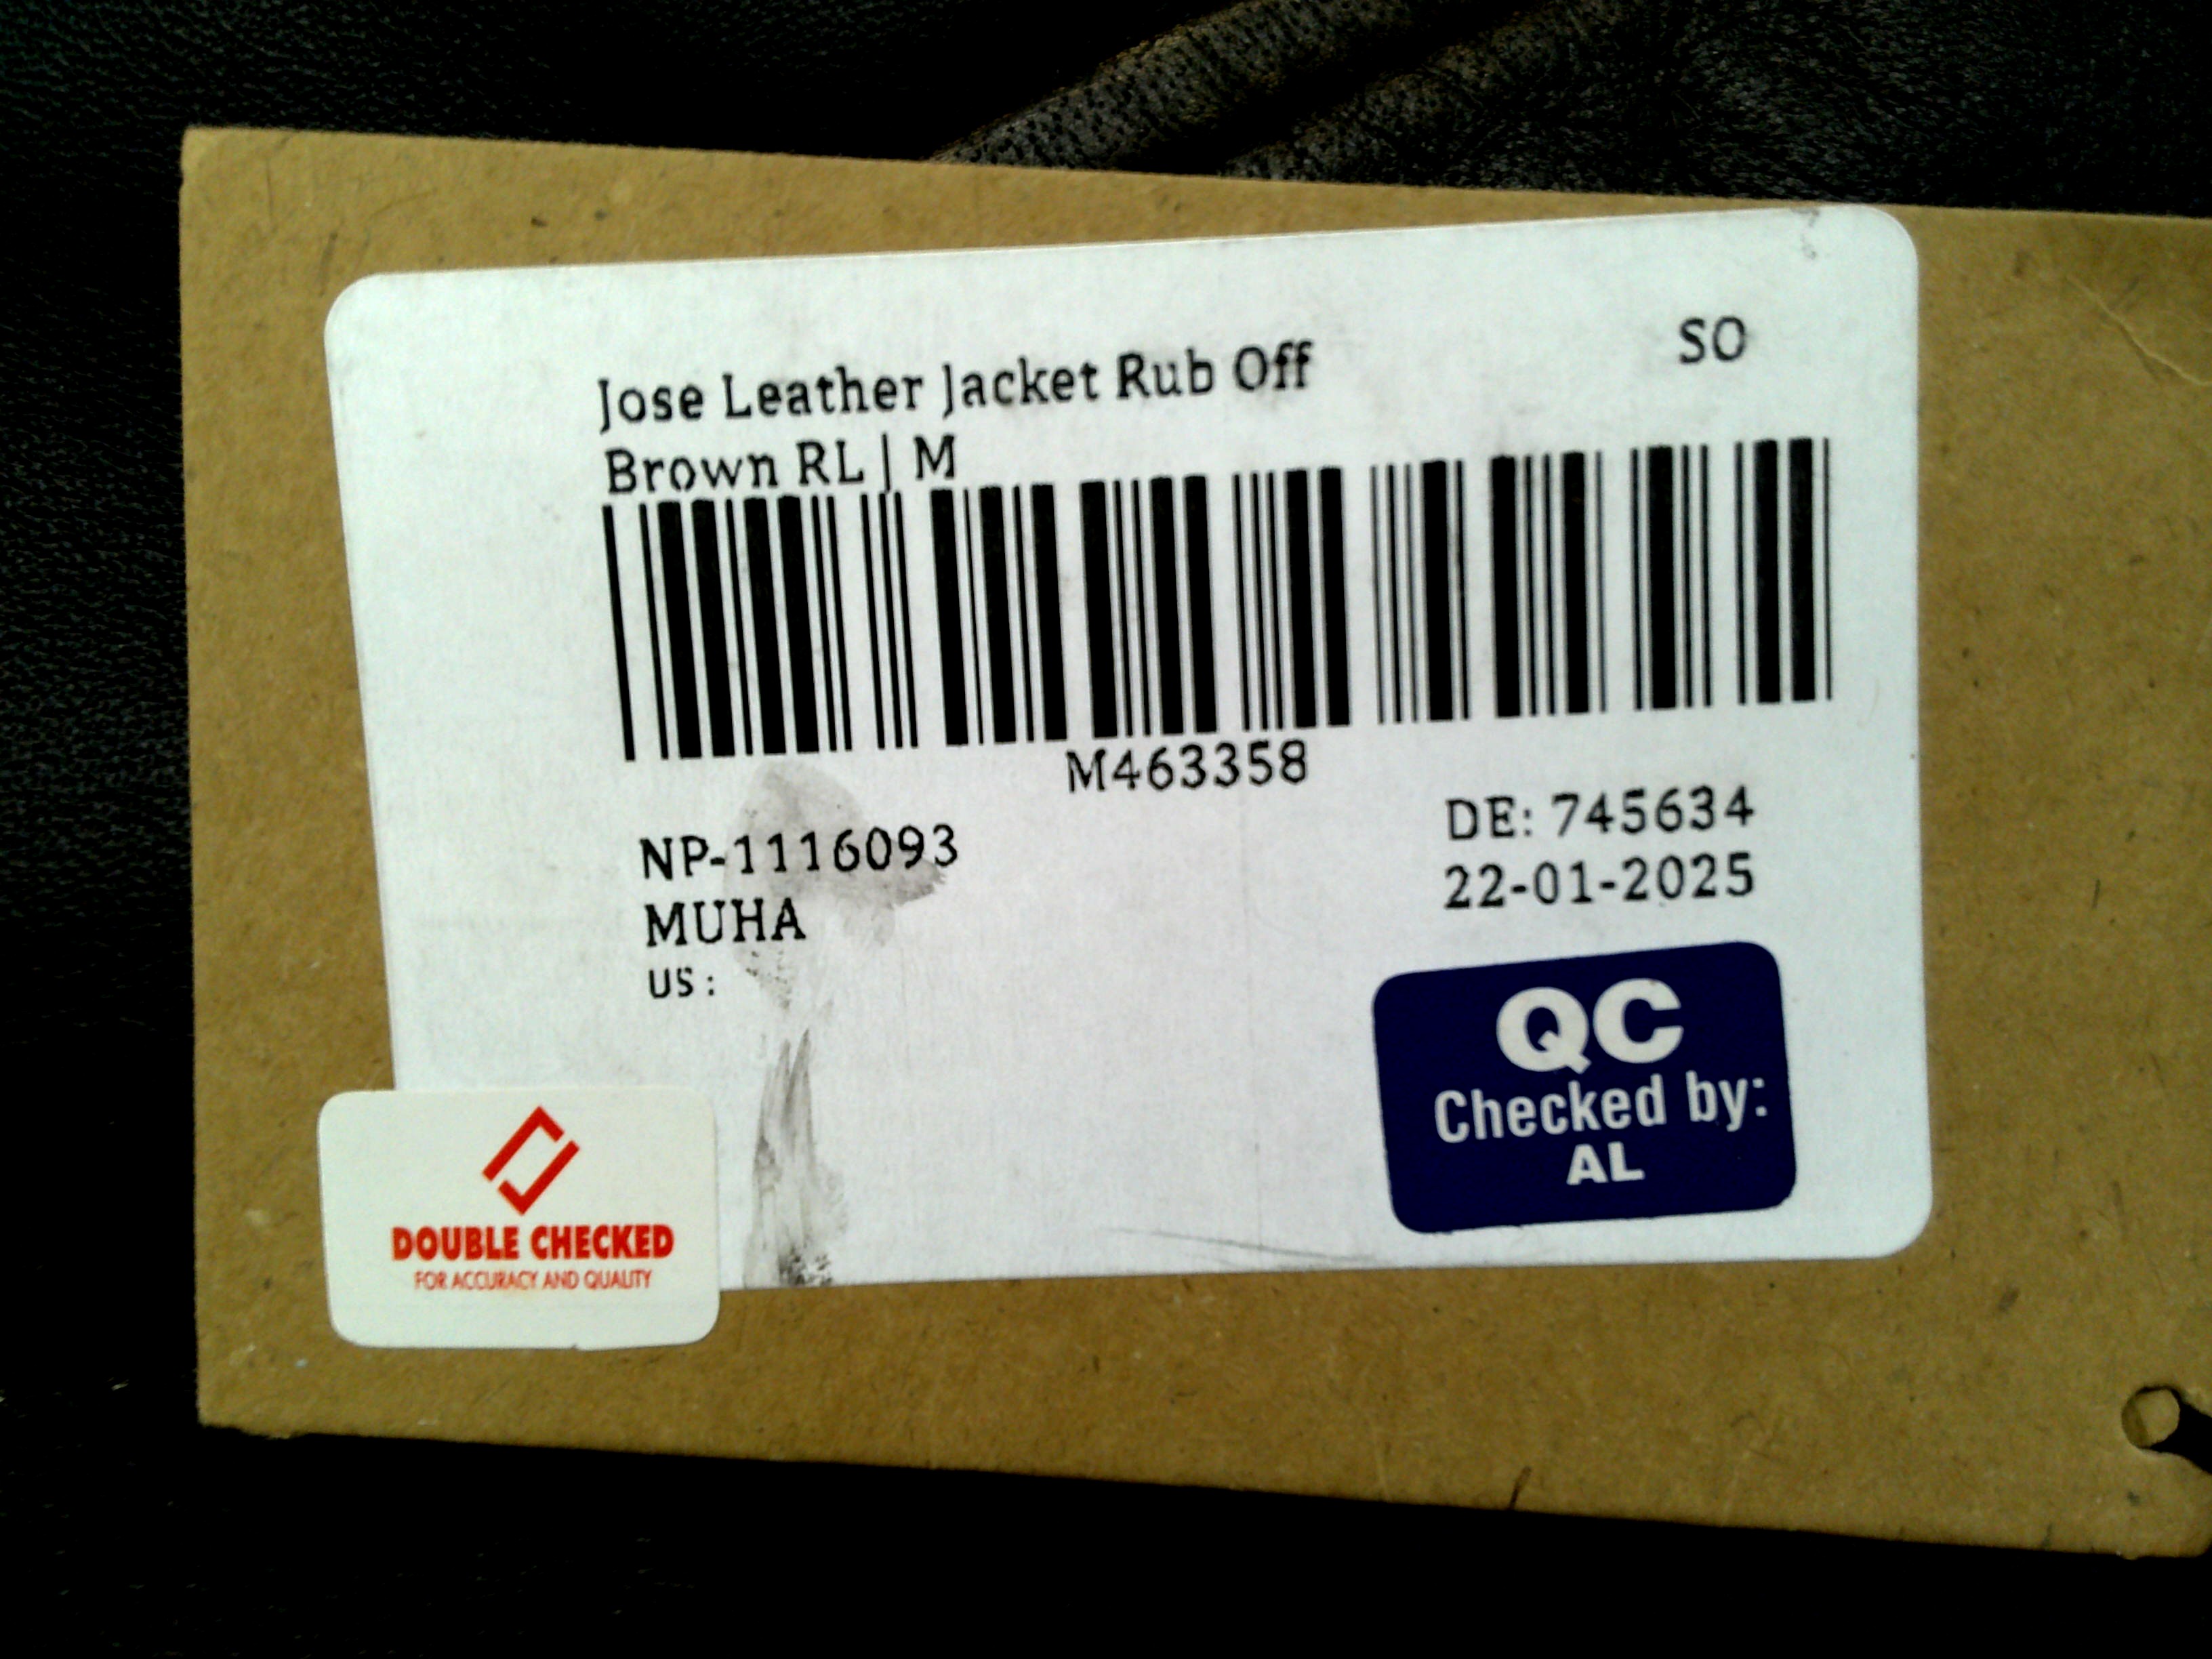 Jose Leather Jacket Rub Off
SO
Brown RL | M
M463358
NP-1116093
DE: 745634
MUHA
22-01-2025
US :
QC
Checked by:
AL
DOUBLE CHECKED
FOR ACCURACY AND QUALITY